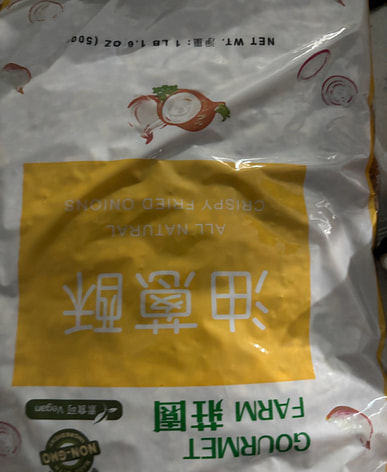 NON-GMO
素食可 Vegan
GOURMET
FARM 莊園
油蔥酥
ALL NATURAL
CRISPY FRIED ONIONS
NET WT. 淨重: 1 LB 1.6 OZ (500